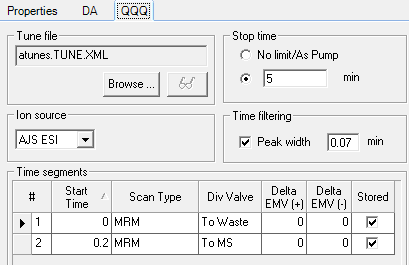 Properties DA QQQ
Tune file
atunes.TUNE.XML
Browse ...
Stop time
No limit/As Pump
5 min
Ion source
AJS ESI
Time filtering
Peak width 0.07 min
Time segments
# Start Time Scan Type Div Valve Delta EMV (+) Delta EMV (-) Stored
1 0 MRM To Waste 0 0
2 0.2 MRM To MS 0 0